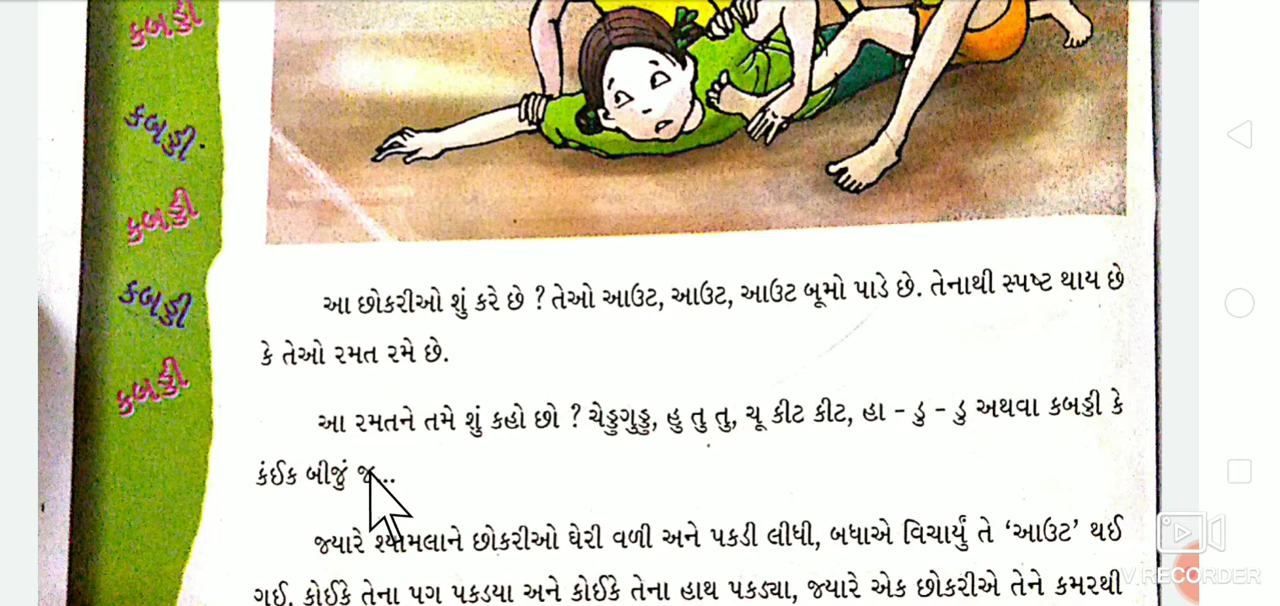 કબડ્ડી
કબડ્ડી
કબડ્ડી
કબડ્ડી
કબડ્ડી
આ છોકરીઓ શું કરે છે ? તેઓ આઉટ, આઉટ, આઉટ બૂમો પાડે છે. તેનાથી સ્પષ્ટ થાય છે
કે તેઓ રમત રમે છે.
આ રમતને તમે શું કહો છો ? ચેડુગુડુ, હુ તુ તુ, ચૂ કીટ કીટ, હા - ડુ - ડુ અથવા કબડ્ડી કે
કંઈક બીજું જ...
જ્યારે શ્યામલાને છોકરીઓ ઘેરી વળી અને પકડી લીધી, બધાએ વિચાર્યું તે ‘આઉટ’ થઈ
ગઈ. કોઈકે તેના પગ પકડયા અને કોઈકે તેના હાથ પકડ્યા, જ્યારે એક છોકરીએ તેને કમરથી
V RECORDER